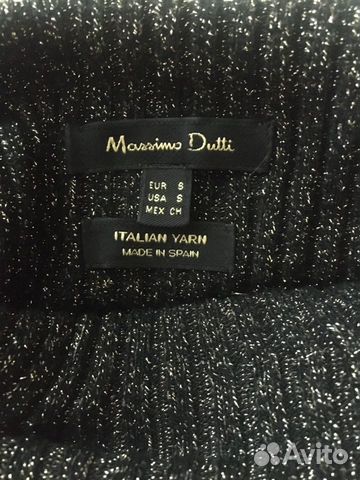 Massimo Dutti
EUR S
USA S
MEX CH
ITALIAN YARN
MADE IN SPAIN
Avito